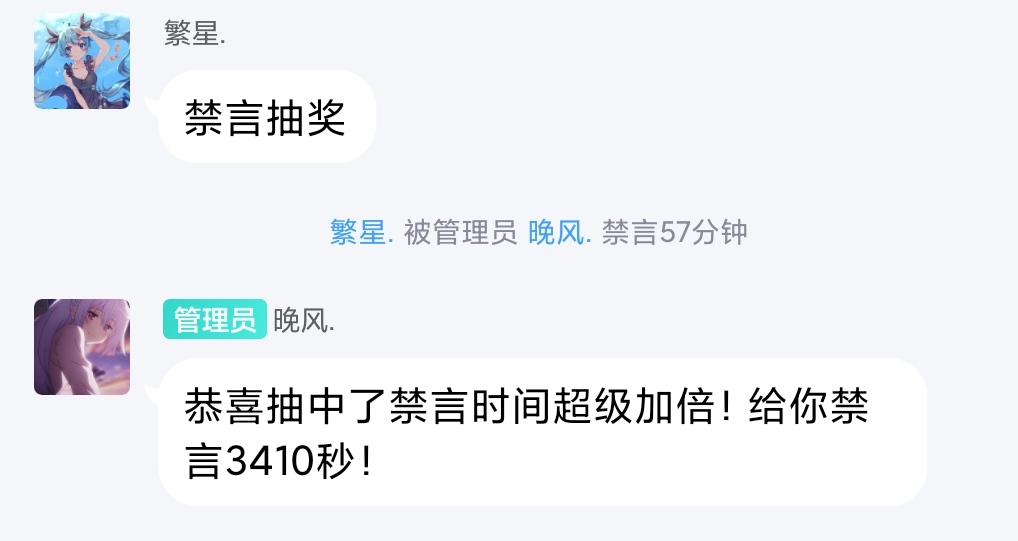 繁星.
禁言抽奖
繁星. 被管理员 晚风. 禁言57分钟
管理员 晚风.
恭喜抽中了禁言时间超级加倍！给你禁
言3410秒！